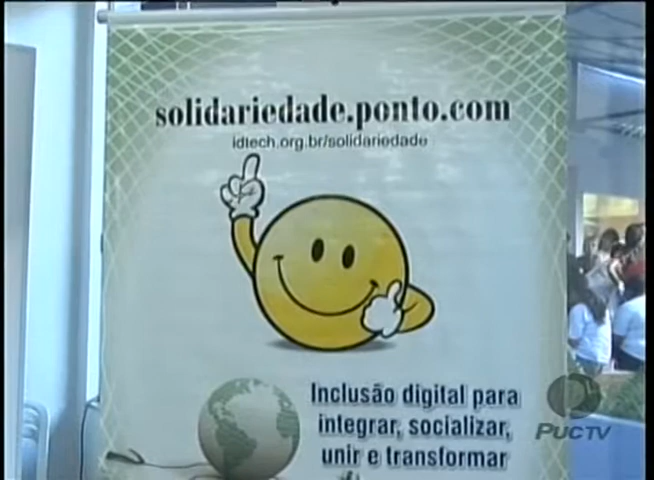 solidariedade.ponto.com
idtech.org.br/solidariedade
Inclusão digital para
integrar, socializar,
unir e transformar
PUCTV